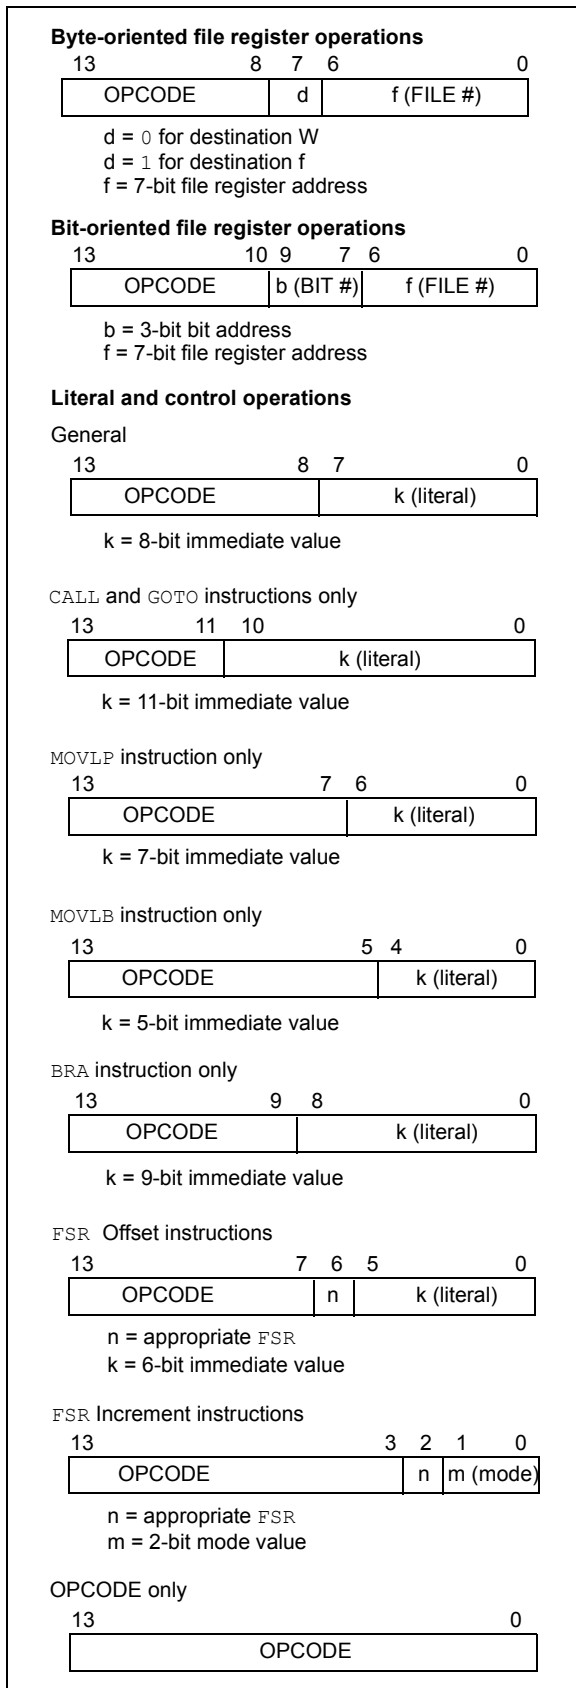 Byte-oriented file register operations
13 8 7 6 0
OPCODE d f (FILE #)
d = 0 for destination W
d = 1 for destination f
f = 7-bit file register address
Bit-oriented file register operations
13 10 9 7 6 0
OPCODE b (BIT #) f (FILE #)
b = 3-bit bit address
f = 7-bit file register address
Literal and control operations
General
13 8 7 0
OPCODE k (literal)
k = 8-bit immediate value
CALL and GOTO instructions only
13 11 10 0
OPCODE k (literal)
k = 11-bit immediate value
MOVLP instruction only
13 7 6 0
OPCODE k (literal)
k = 7-bit immediate value
MOVLB instruction only
13 5 4 0
OPCODE k (literal)
k = 5-bit immediate value
BRA instruction only
13 9 8 0
OPCODE k (literal)
k = 9-bit immediate value
FSR Offset instructions
13 7 6 5 0
OPCODE n k (literal)
n = appropriate FSR
k = 6-bit immediate value
FSR Increment instructions
13 3 2 1 0
OPCODE n m (mode)
n = appropriate FSR
m = 2-bit mode value
OPCODE only
13 0
OPCODE